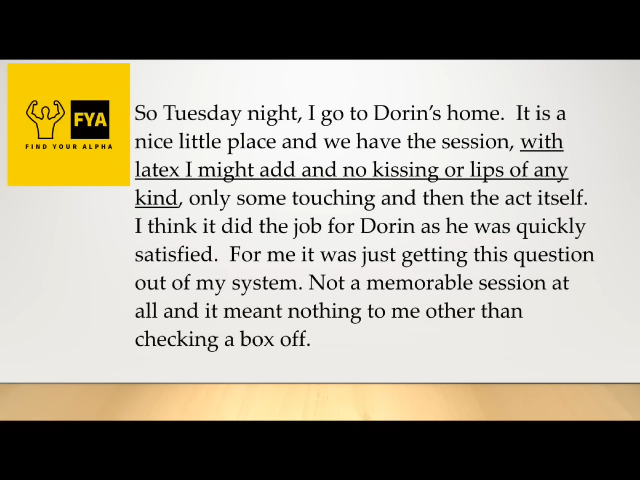 FYA
FIND YOUR ALPHA
So Tuesday night, I go to Dorin's home.  It is a
nice little place and we have the session, with
latex I might add and no kissing or lips of any
kind, only some touching and then the act itself.
I think it did the job for Dorin as he was quickly
satisfied.  For me it was just getting this question
out of my system. Not a memorable session at
all and it meant nothing to me other than
checking a box off.